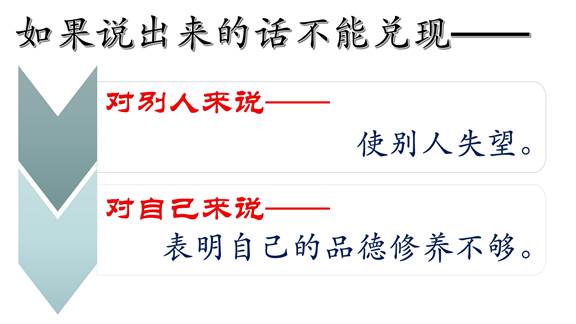 如果说出来的话不能兑现——
对别人来说——
使别人失望。
对自己来说——
表明自己的品德修养不够。